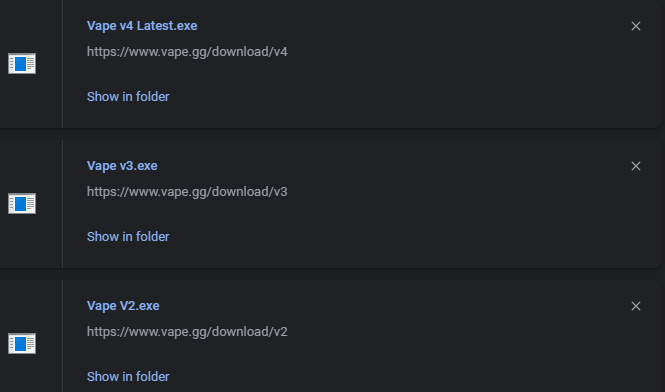 Vape v4 Latest.exe
https://www.vape.gg/download/v4
Show in folder
Vape v3.exe
https://www.vape.gg/download/v3
Show in folder
Vape V2.exe
https://www.vape.gg/download/v2
Show in folder